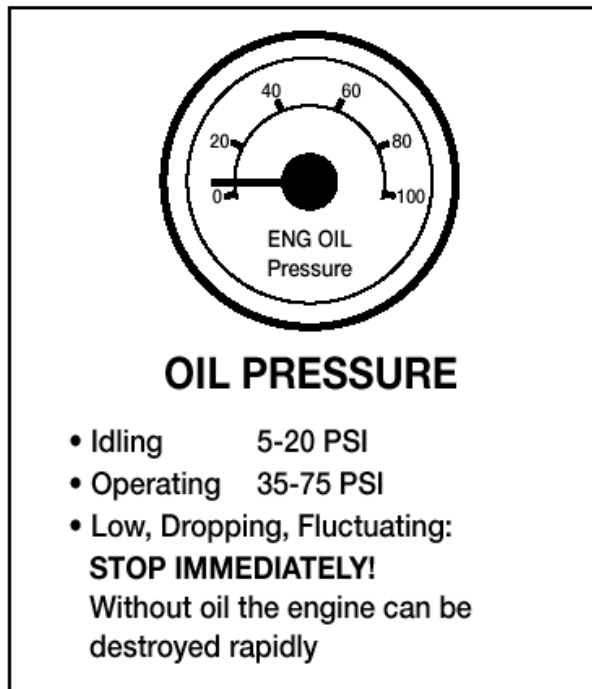 40 60
20 80
0 100
ENG OIL
Pressure
OIL PRESSURE
• Idling 5-20 PSI
• Operating 35-75 PSI
• Low, Dropping, Fluctuating:
STOP IMMEDIATELY!
Without oil the engine can be
destroyed rapidly